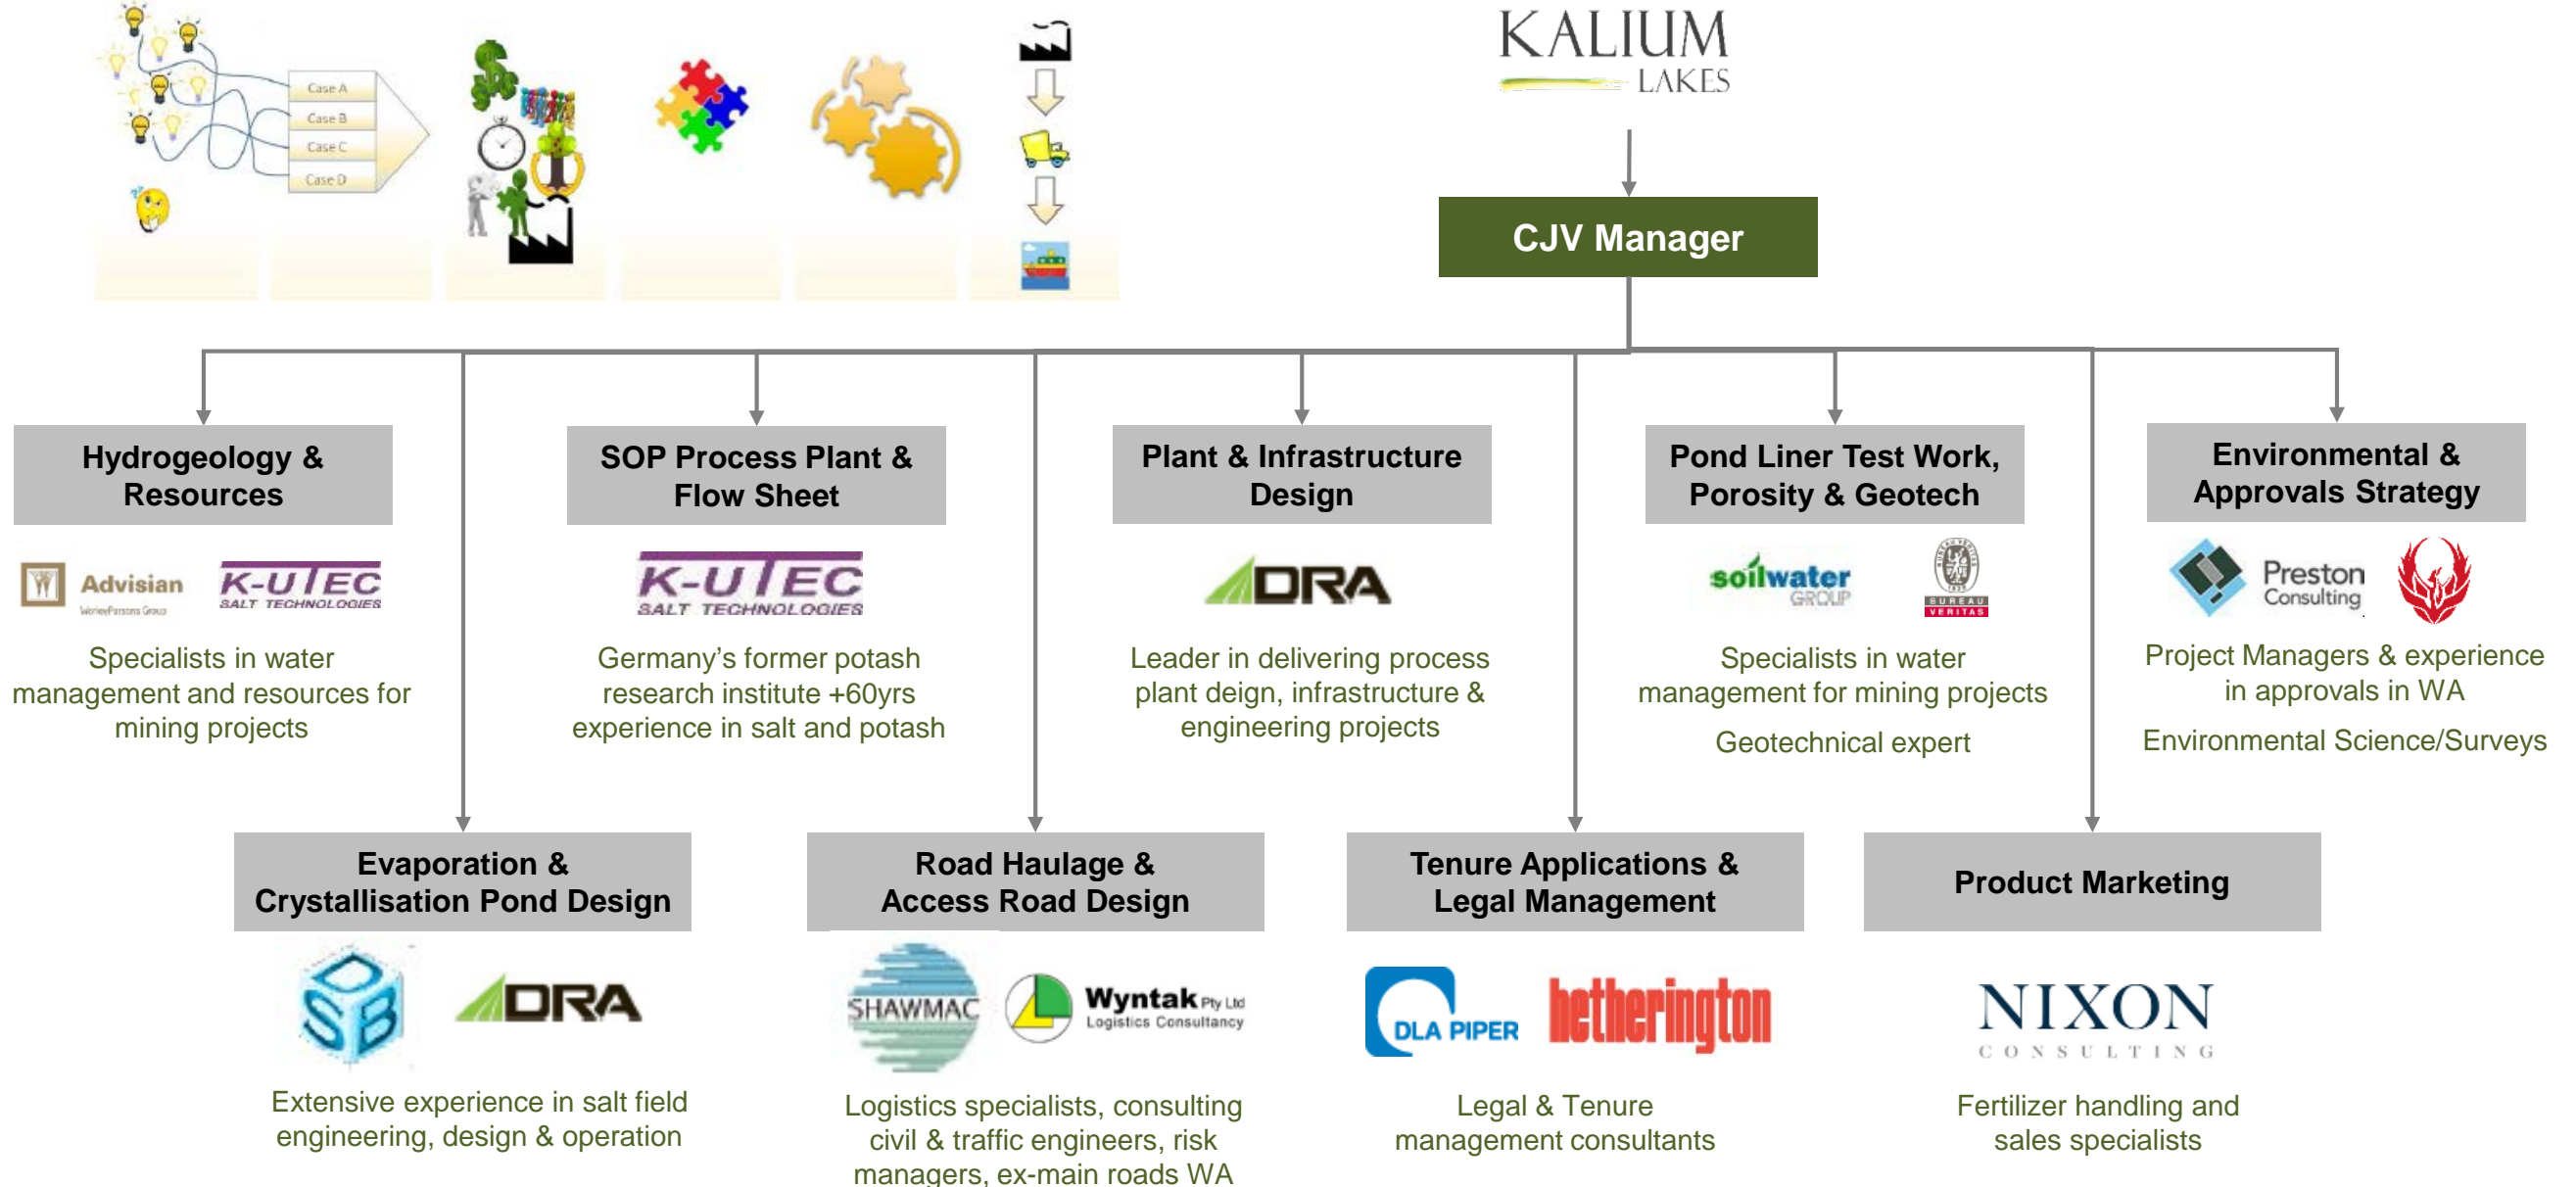 Case A
Case B
Case C
Case D
KALIUM
LAKES
CJV Manager
Hydrogeology &
Resources
Advisian
WorleyParsons Group
K-UTEC
SALT TECHNOLOGIES
Specialists in water
management and resources for
mining projects
SOP Process Plant &
Flow Sheet
K-UTEC
SALT TECHNOLOGIES
Germany's former potash
research institute +60yrs
experience in salt and potash
Plant & Infrastructure
Design
DRA
Leader in delivering process
plant deign, infrastructure &
engineering projects
Pond Liner Test Work,
Porosity & Geotech
soilwater
GROUP
BUREAU
VERITAS
Specialists in water
management for mining projects
Geotechnical expert
Environmental &
Approvals Strategy
Preston
Consulting
Project Managers & experience
in approvals in WA
Environmental Science/Surveys
Evaporation &
Crystallisation Pond Design
DSB
DRA
Extensive experience in salt field
engineering, design & operation
Road Haulage &
Access Road Design
SHAWMAC
Wyntak Pty Ltd
Logistics Consultancy
Logistics specialists, consulting
civil & traffic engineers, risk
managers, ex-main roads WA
Tenure Applications &
Legal Management
DLA PIPER
hetherington
Legal & Tenure
management consultants
Product Marketing
NIXON
CONSULTING
Fertilizer handling and
sales specialists